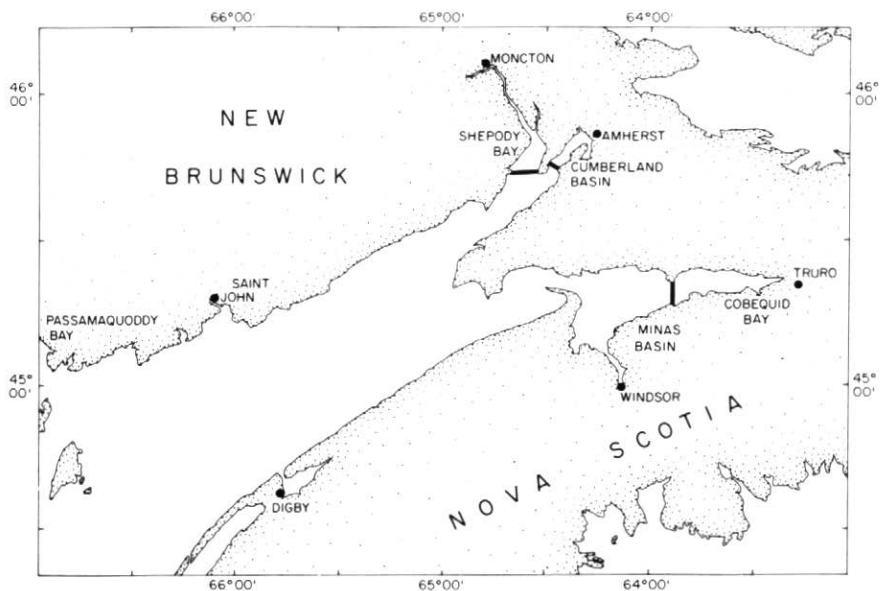 66°00'
65°00'
64°00'
46°
00'
46°
00'
MONCTON
NEW
BRUNSWICK
SHEPODY
BAY
AMHERST
CUMBERLAND
BASIN
SAINT
JOHN
TRURO
COBEQUID
BAY
PASSAMAQUODDY
BAY
MINAS
BASIN
45°
00'
45°
00'
WINDSOR
NOVA SCOTIA
DIGBY
66°00'
65°00'
64°00'